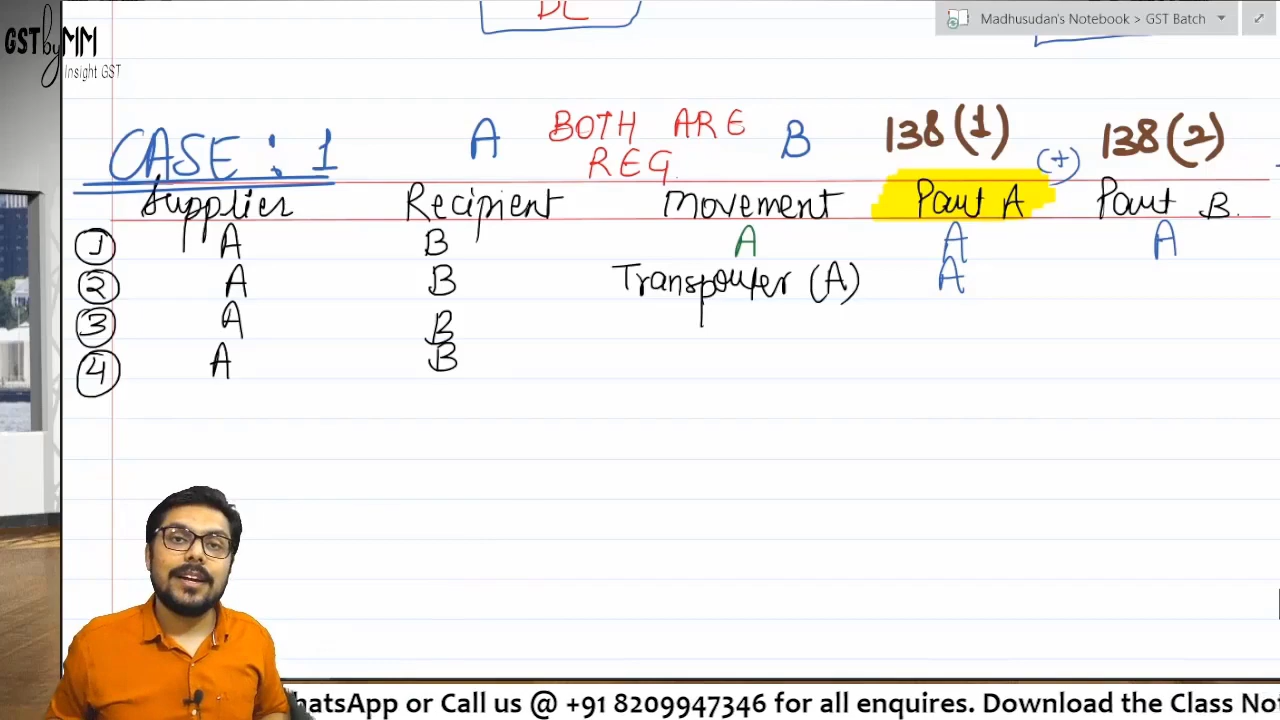 DL
Madhusudan's Notebook > GST Batch
GST by MM
Insight GST
CASE : 1 A BOTH ARE REG. B 138(1) (+) 138(2)
Supplier Recipient Movement Part A Part B.
1 A B A A A
2 A B Transporter (A) A
3 A B
4 A B
hatsApp or Call us @ +91 8209947346 for all enquires. Download the Class No